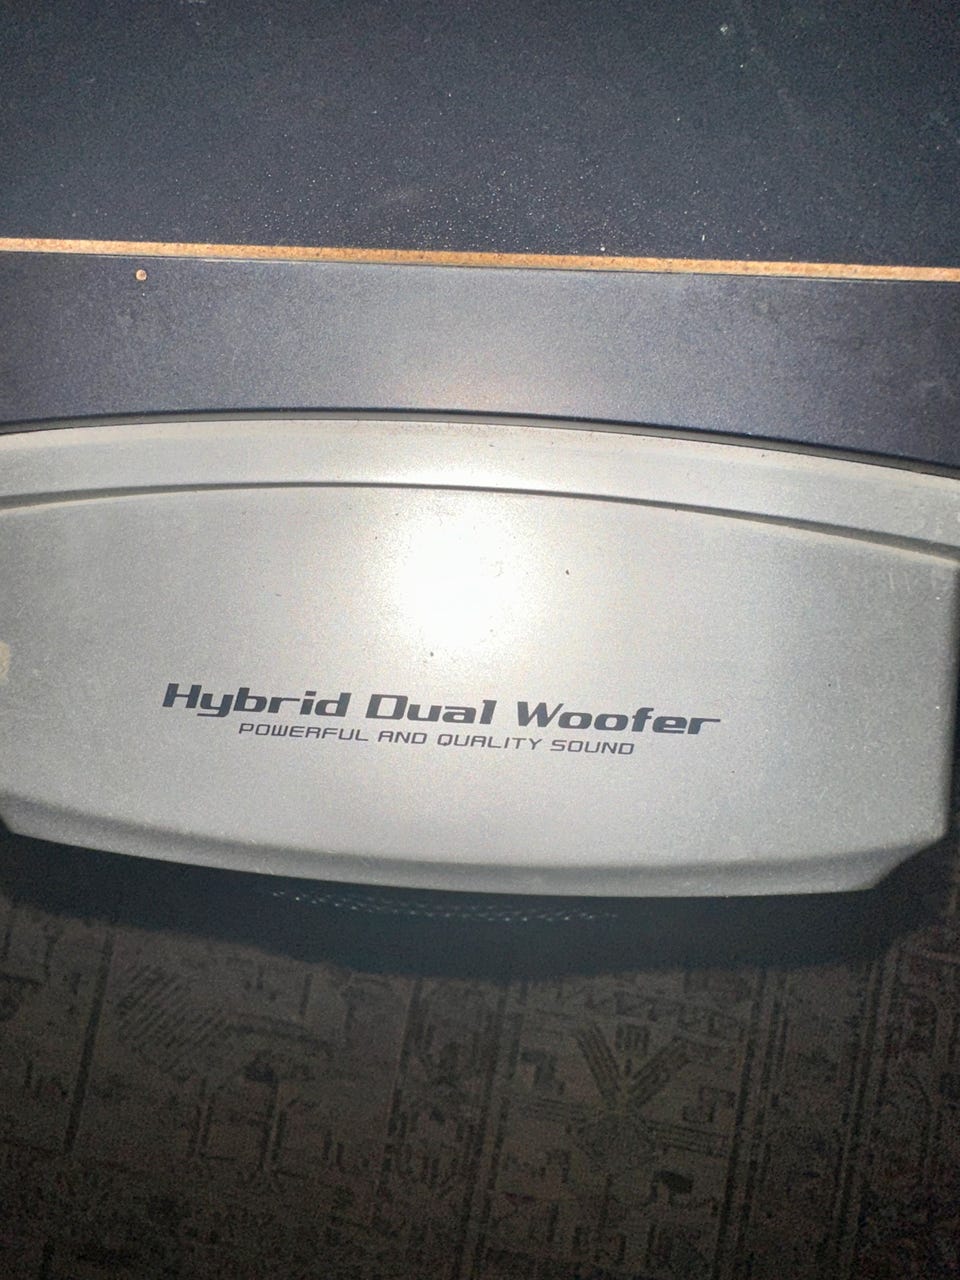 Hybrid Dual Woofer
POWERFUL AND QUALITY SOUND